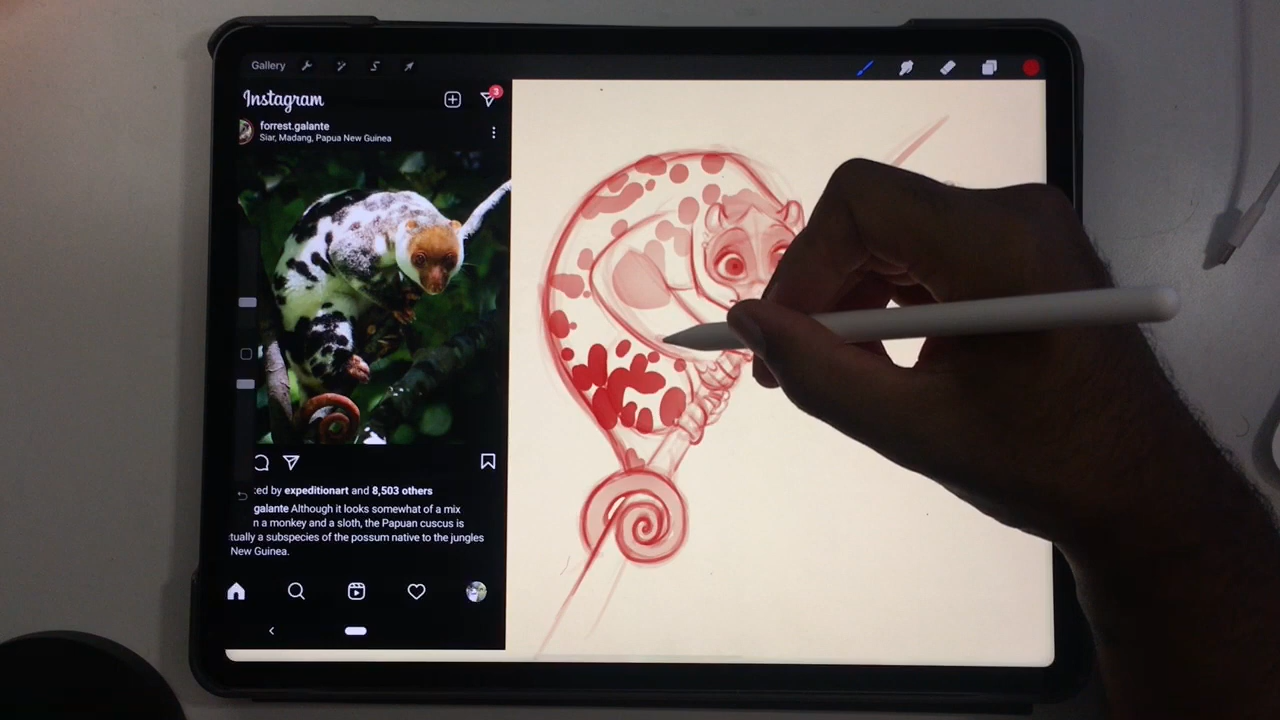 Gallery
Instagram
3
forrest.galante
Siar, Madang, Papua New Guinea
ed by expeditionart and 8,503 others
galante Although it looks somewhat of a mix
n a monkey and a sloth, the Papuan cuscus is
tually a subspecies of the possum native to the jungles
New Guinea.